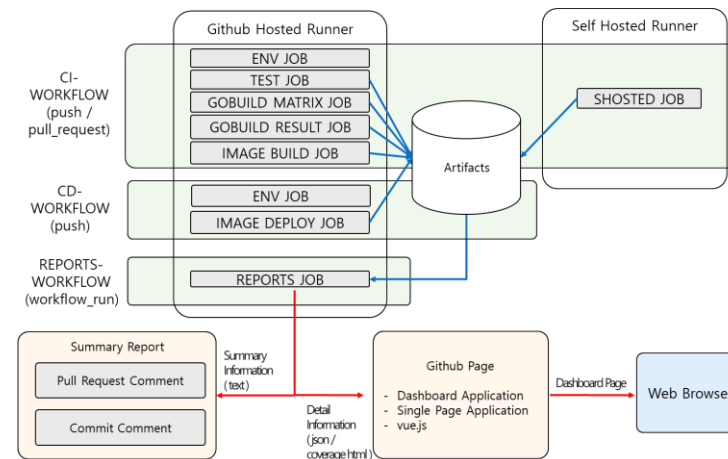 Github Hosted Runner
Self Hosted Runner
CI-
WORKFLOW
(push /
pull_request)
ENV JOB
TEST JOB
GOBUILD MATRIX JOB
GOBUILD RESULT JOB
IMAGE BUILD JOB
SHOSTED JOB
Artifacts
CD-
WORKFLOW
(push)
ENV JOB
IMAGE DEPLOY JOB
REPORTS-
WORKFLOW
(workflow_run)
REPORTS JOB
Summary Report
Pull Request Comment
Commit Comment
Summary
Information
(text)
Detail
Information
(json /
coverage html)
Github Page
- Dashboard Application
- Single Page Application
- vue.js
Dashboard Page
Web Browse